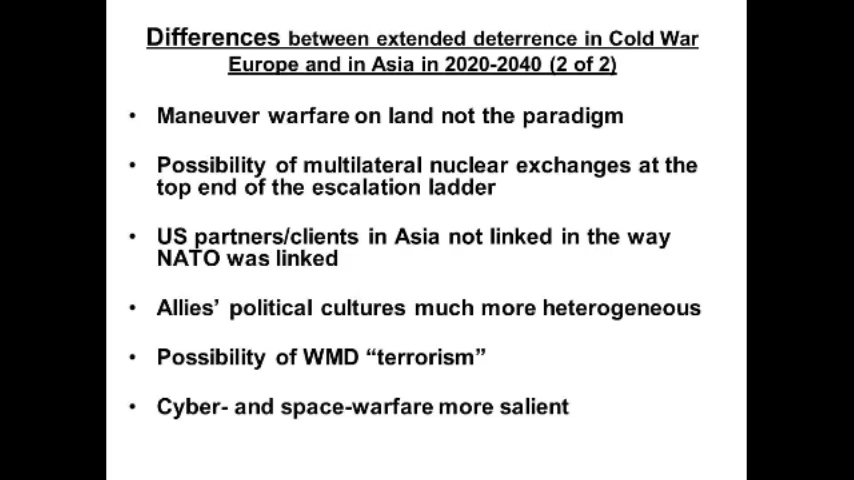 Differences between extended deterrence in Cold War
Europe and in Asia in 2020-2040 (2 of 2)
• Maneuver warfare on land not the paradigm
• Possibility of multilateral nuclear exchanges at the
top end of the escalation ladder
• US partners/clients in Asia not linked in the way
NATO was linked
• Allies’ political cultures much more heterogeneous
• Possibility of WMD “terrorism”
• Cyber- and space-warfare more salient